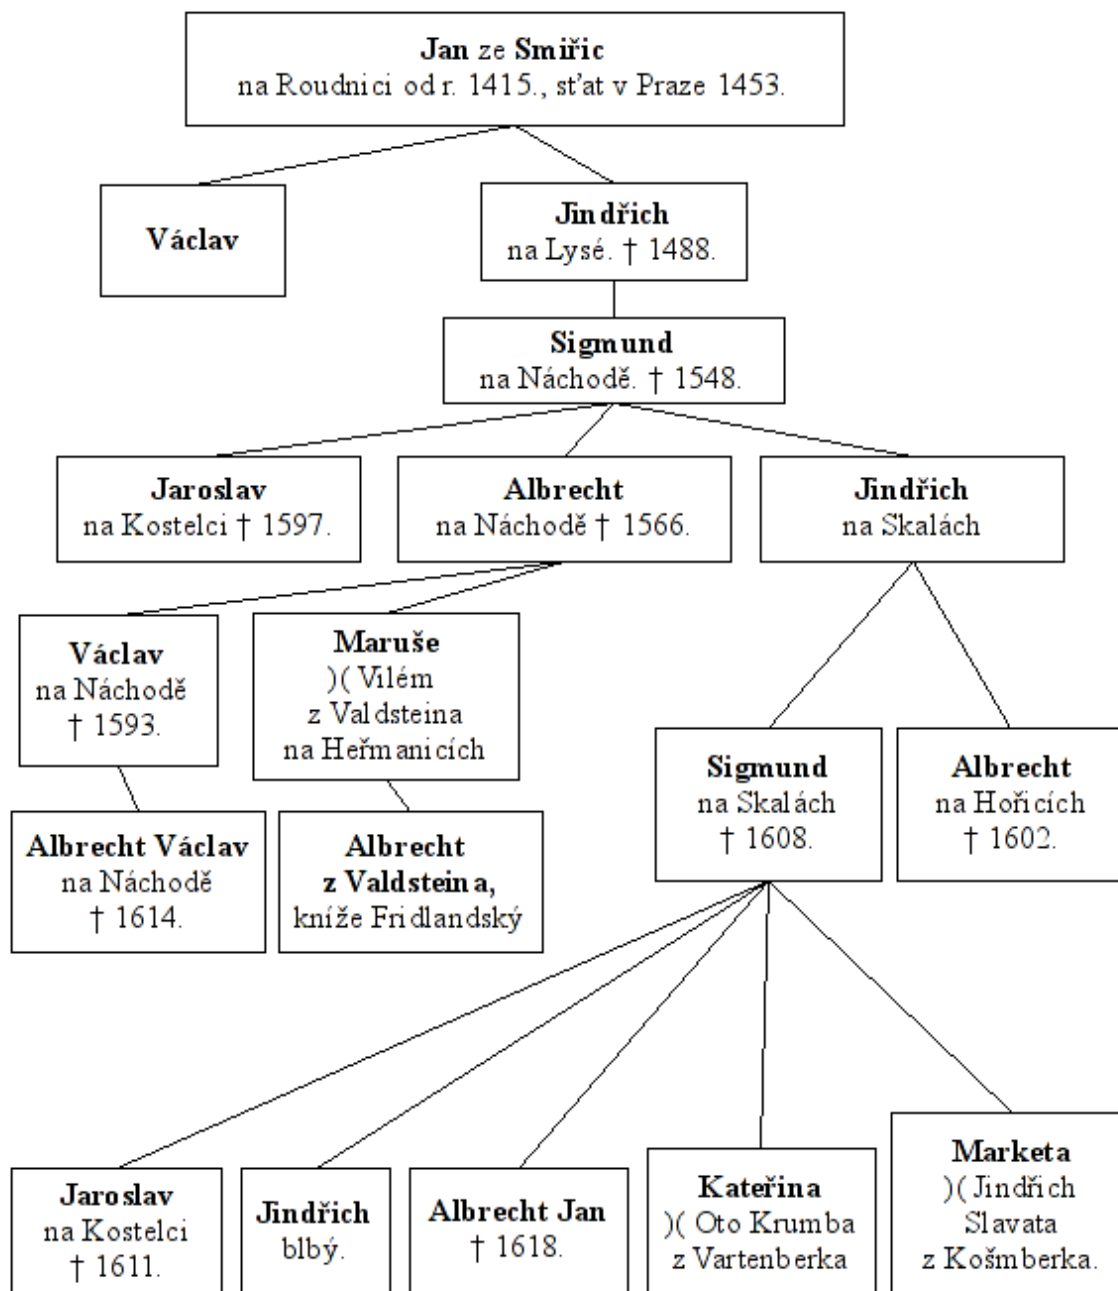 Jan ze Smiřic
na Roudnici od r. 1415., sťat v Praze 1453.
Václav
Jindřich
na Lysé. † 1488.
Sigmund
na Náchodě. † 1548.
Jaroslav
na Kostelci † 1597.
Albrecht
na Náchodě † 1566.
Jindřich
na Skalách
Václav
na Náchodě
† 1593.
Maruše
)( Vilém
z Valdsteina
na Heřmanicích
Sigmund
na Skalách
† 1608.
Albrecht
na Hořicích
† 1602.
Albrecht Václav
na Náchodě
† 1614.
Albrecht
z Valdsteina,
kníže Fridlandský
Jaroslav
na Kostelci
† 1611.
Jindřich
blbý.
Albrecht Jan
† 1618.
Kateřina
)( Oto Krumba
z Vartenberka
Marketa
)( Jindřich
Slavata
z Košmberka.